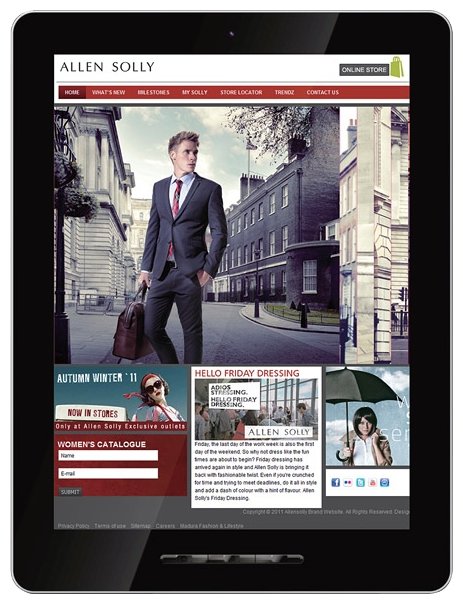 ALLEN SOLLY
ONLINE STORE
HOME WHAT'S NEW MILESTONES MY SOLLY STORE LOCATOR TRENDZ CONTACT US
AUTUMN WINTER '11
NOW IN STORES
Only at Allen Solly Exclusive outlets
WOMEN'S CATALOGUE
Name
E-mail
SUBMIT
HELLO FRIDAY DRESSING
ADIOS
STRESSING.
HELLO FRIDAY
DRESSING.
ALLEN SOLLY
Friday, the last day of the work week is also the first
day of the weekend. So why not dress like the fun
times are about to begin? Friday dressing has
arrived again in style and Allen Solly is bringing it
back with fashionable twist. Even if you're crunched
for time and trying to meet deadlines, do it all in style
and add a dash of colour with a hint of flavour. Allen
Solly's Friday Dressing.
Copyright © 2011 Allensolly Brand Website. All Rights Reserved. Design
Privacy Policy Terms of use Sitemap Careers Madura Fashion & Lifestyle